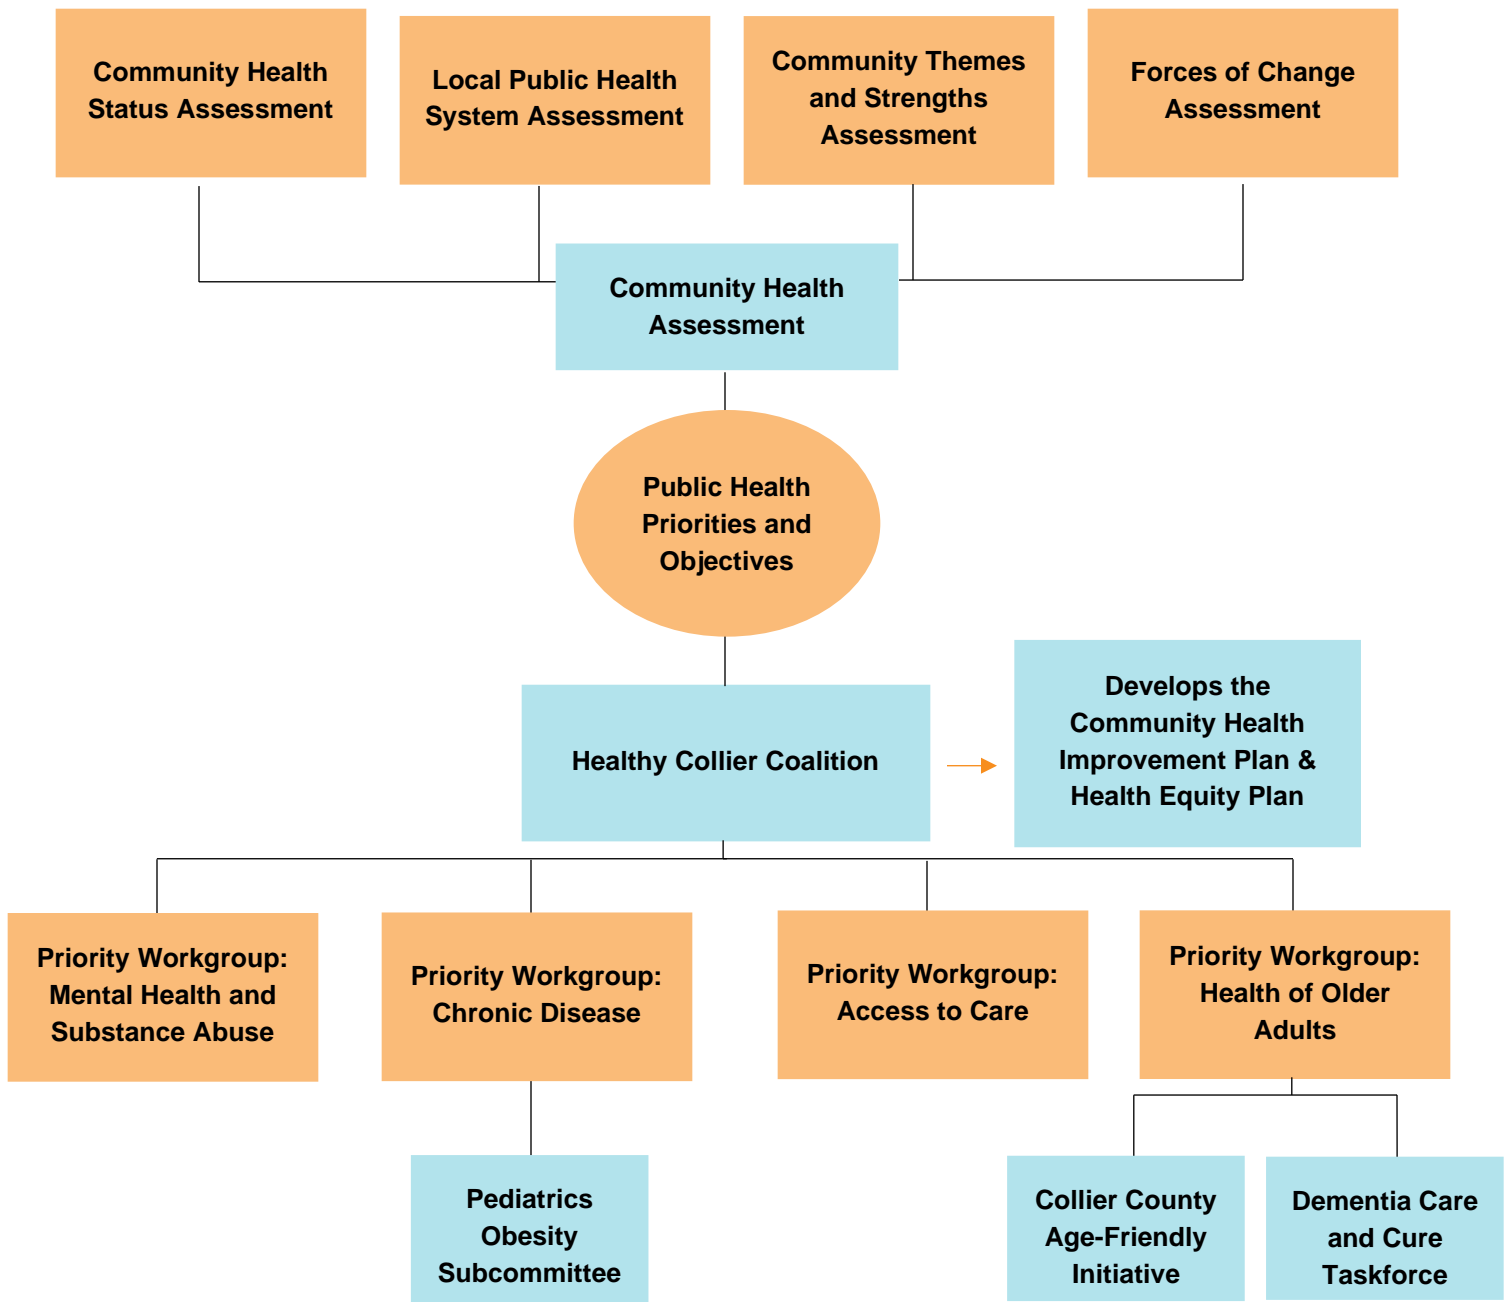 Community Health
Status Assessment
Local Public Health
System Assessment
Community Themes
and Strengths
Assessment
Forces of Change
Assessment
Community Health
Assessment
Public Health
Priorities and
Objectives
Healthy Collier Coalition
Develops the
Community Health
Improvement Plan &
Health Equity Plan
Priority Workgroup:
Mental Health and
Substance Abuse
Priority Workgroup:
Chronic Disease
Priority Workgroup:
Access to Care
Priority Workgroup:
Health of Older
Adults
Pediatrics
Obesity
Subcommittee
Collier County
Age-Friendly
Initiative
Dementia Care
and Cure
Taskforce